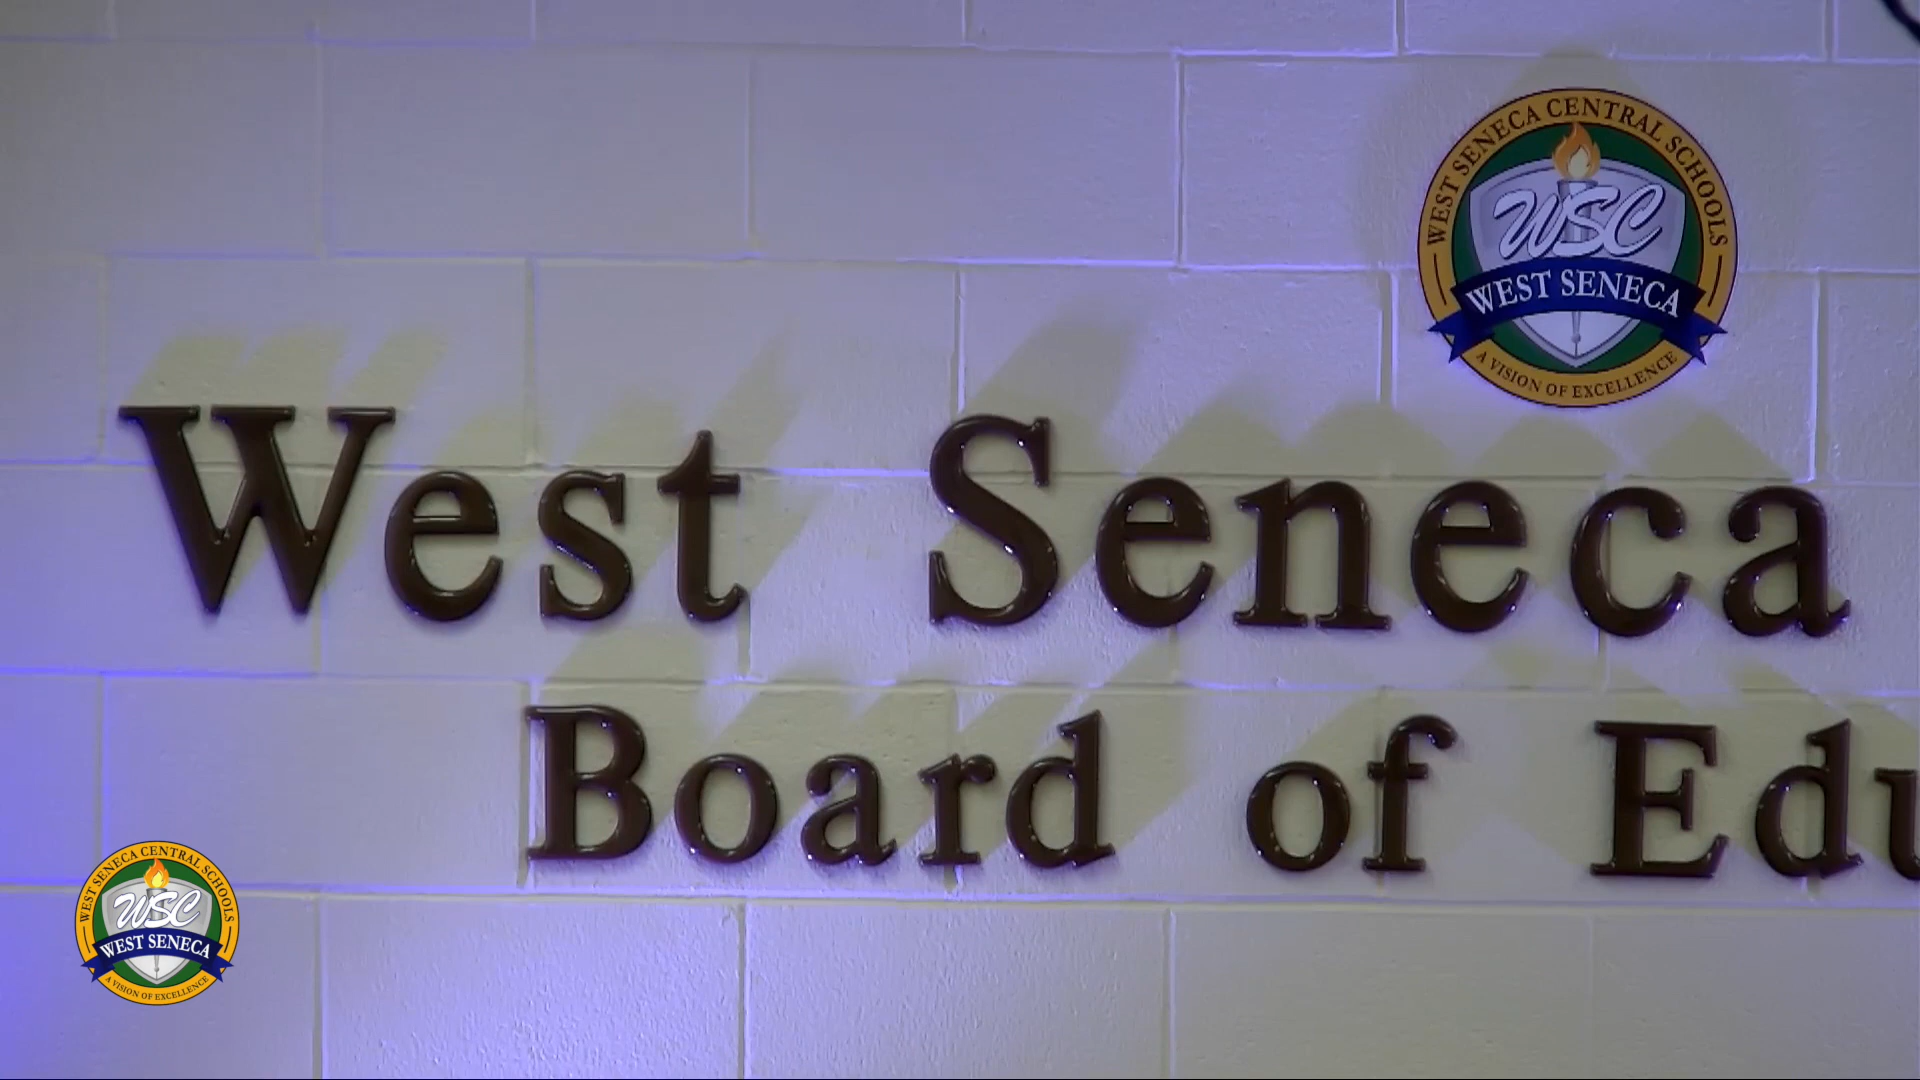 WEST SENECA CENTRAL SCHOOLS
WSC
WEST SENECA
A VISION OF EXCELLENCE
West Seneca
Board of Edu
WEST SENECA CENTRAL SCHOOLS
WSC
WEST SENECA
A VISION OF EXCELLENCE